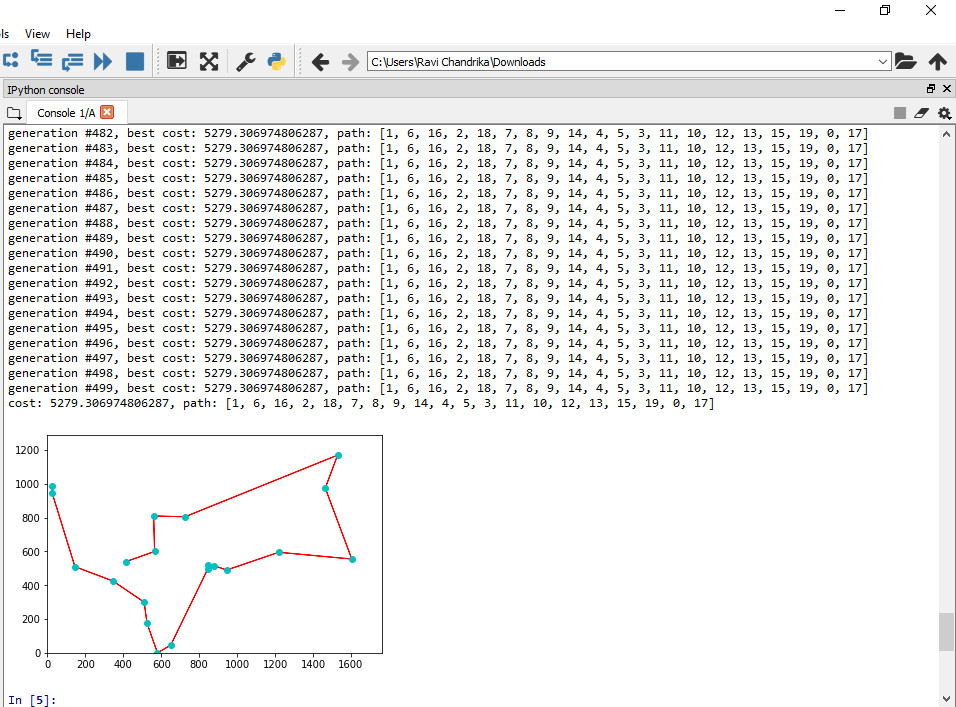 ls View Help
C:\Users\Ravi Chandrika\Downloads
IPython console
Console 1/A
generation #482, best cost: 5279.306974806287, path: [1, 6, 16, 2, 18, 7, 8, 9, 14, 4, 5, 3, 11, 10, 12, 13, 15, 19, 0, 17]
generation #483, best cost: 5279.306974806287, path: [1, 6, 16, 2, 18, 7, 8, 9, 14, 4, 5, 3, 11, 10, 12, 13, 15, 19, 0, 17]
generation #484, best cost: 5279.306974806287, path: [1, 6, 16, 2, 18, 7, 8, 9, 14, 4, 5, 3, 11, 10, 12, 13, 15, 19, 0, 17]
generation #485, best cost: 5279.306974806287, path: [1, 6, 16, 2, 18, 7, 8, 9, 14, 4, 5, 3, 11, 10, 12, 13, 15, 19, 0, 17]
generation #486, best cost: 5279.306974806287, path: [1, 6, 16, 2, 18, 7, 8, 9, 14, 4, 5, 3, 11, 10, 12, 13, 15, 19, 0, 17]
generation #487, best cost: 5279.306974806287, path: [1, 6, 16, 2, 18, 7, 8, 9, 14, 4, 5, 3, 11, 10, 12, 13, 15, 19, 0, 17]
generation #488, best cost: 5279.306974806287, path: [1, 6, 16, 2, 18, 7, 8, 9, 14, 4, 5, 3, 11, 10, 12, 13, 15, 19, 0, 17]
generation #489, best cost: 5279.306974806287, path: [1, 6, 16, 2, 18, 7, 8, 9, 14, 4, 5, 3, 11, 10, 12, 13, 15, 19, 0, 17]
generation #490, best cost: 5279.306974806287, path: [1, 6, 16, 2, 18, 7, 8, 9, 14, 4, 5, 3, 11, 10, 12, 13, 15, 19, 0, 17]
generation #491, best cost: 5279.306974806287, path: [1, 6, 16, 2, 18, 7, 8, 9, 14, 4, 5, 3, 11, 10, 12, 13, 15, 19, 0, 17]
generation #492, best cost: 5279.306974806287, path: [1, 6, 16, 2, 18, 7, 8, 9, 14, 4, 5, 3, 11, 10, 12, 13, 15, 19, 0, 17]
generation #493, best cost: 5279.306974806287, path: [1, 6, 16, 2, 18, 7, 8, 9, 14, 4, 5, 3, 11, 10, 12, 13, 15, 19, 0, 17]
generation #494, best cost: 5279.306974806287, path: [1, 6, 16, 2, 18, 7, 8, 9, 14, 4, 5, 3, 11, 10, 12, 13, 15, 19, 0, 17]
generation #495, best cost: 5279.306974806287, path: [1, 6, 16, 2, 18, 7, 8, 9, 14, 4, 5, 3, 11, 10, 12, 13, 15, 19, 0, 17]
generation #496, best cost: 5279.306974806287, path: [1, 6, 16, 2, 18, 7, 8, 9, 14, 4, 5, 3, 11, 10, 12, 13, 15, 19, 0, 17]
generation #497, best cost: 5279.306974806287, path: [1, 6, 16, 2, 18, 7, 8, 9, 14, 4, 5, 3, 11, 10, 12, 13, 15, 19, 0, 17]
generation #498, best cost: 5279.306974806287, path: [1, 6, 16, 2, 18, 7, 8, 9, 14, 4, 5, 3, 11, 10, 12, 13, 15, 19, 0, 17]
generation #499, best cost: 5279.306974806287, path: [1, 6, 16, 2, 18, 7, 8, 9, 14, 4, 5, 3, 11, 10, 12, 13, 15, 19, 0, 17]
cost: 5279.306974806287, path: [1, 6, 16, 2, 18, 7, 8, 9, 14, 4, 5, 3, 11, 10, 12, 13, 15, 19, 0, 17]
1200
1000
800
600
400
200
0
0 200 400 600 800 1000 1200 1400 1600
In [5]: